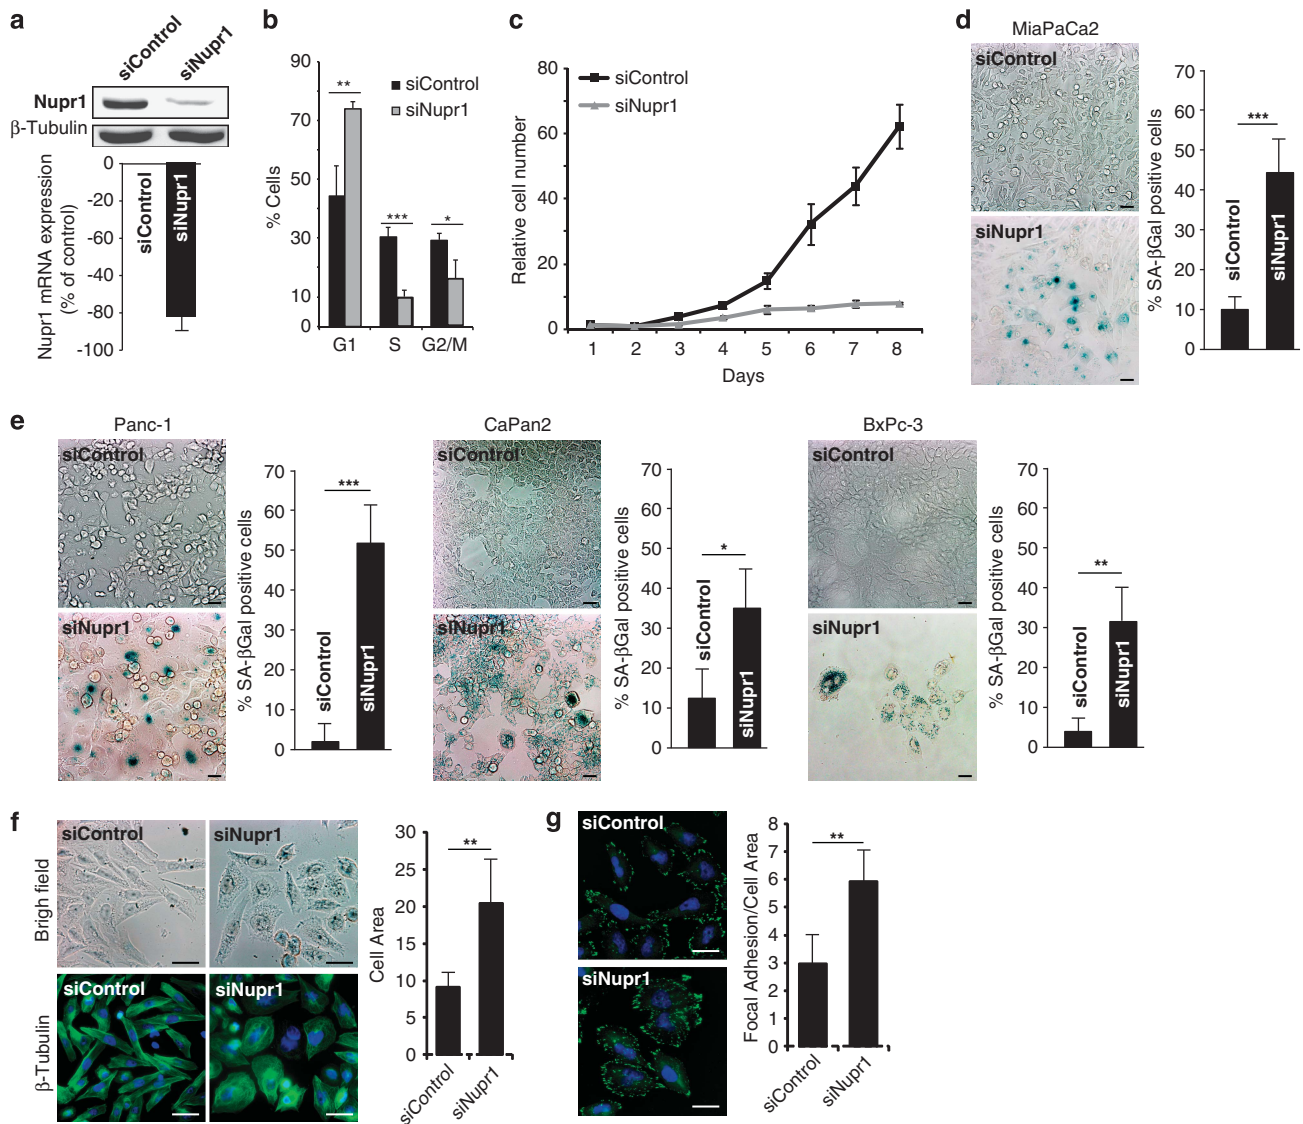 a
siControl
siNupr1
Nupr1
β-Tubulin
Nupr1 mRNA expression
(% of control)
0
-20
-60
-40
-80
-100
siControl
siNupr1
b
% Cells
90
70
50
30
10
0
**
***
*
siControl
siNupr1
G1
S
G2/M
c
Relative cell number
80
60
40
20
0
siControl
siNupr1
1
2
3
4
5
6
7
8
Days
d
MiaPaCa2
siControl
siNupr1
% SA-βGal positive cells
70
60
50
40
30
20
10
0
***
siControl
siNupr1
e
Panc-1
siControl
siNupr1
% SA-βGal positive cells
70
60
50
40
30
20
10
0
***
siControl
siNupr1
CaPan2
siControl
siNupr1
% SA-βGal positive cells
70
60
50
40
30
20
10
0
*
siControl
siNupr1
BxPc-3
siControl
siNupr1
% SA-βGal positive cells
70
60
50
40
30
20
10
0
**
siControl
siNupr1
f
Brigh field
siControl
siNupr1
β-Tubulin
siControl
siNupr1
Cell Area
30
25
20
15
10
5
0
**
siControl
siNupr1
g
siControl
siNupr1
Focal Adhesion/Cell Area
8
7
6
5
4
3
2
1
0
**
siControl
siNupr1